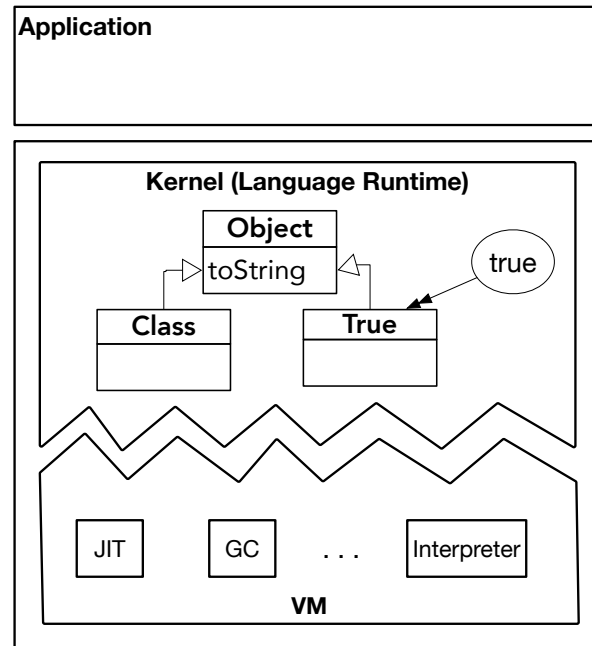 Application
Kernel (Language Runtime)
Object
toString
true
Class
True
JIT
GC
. . .
Interpreter
VM